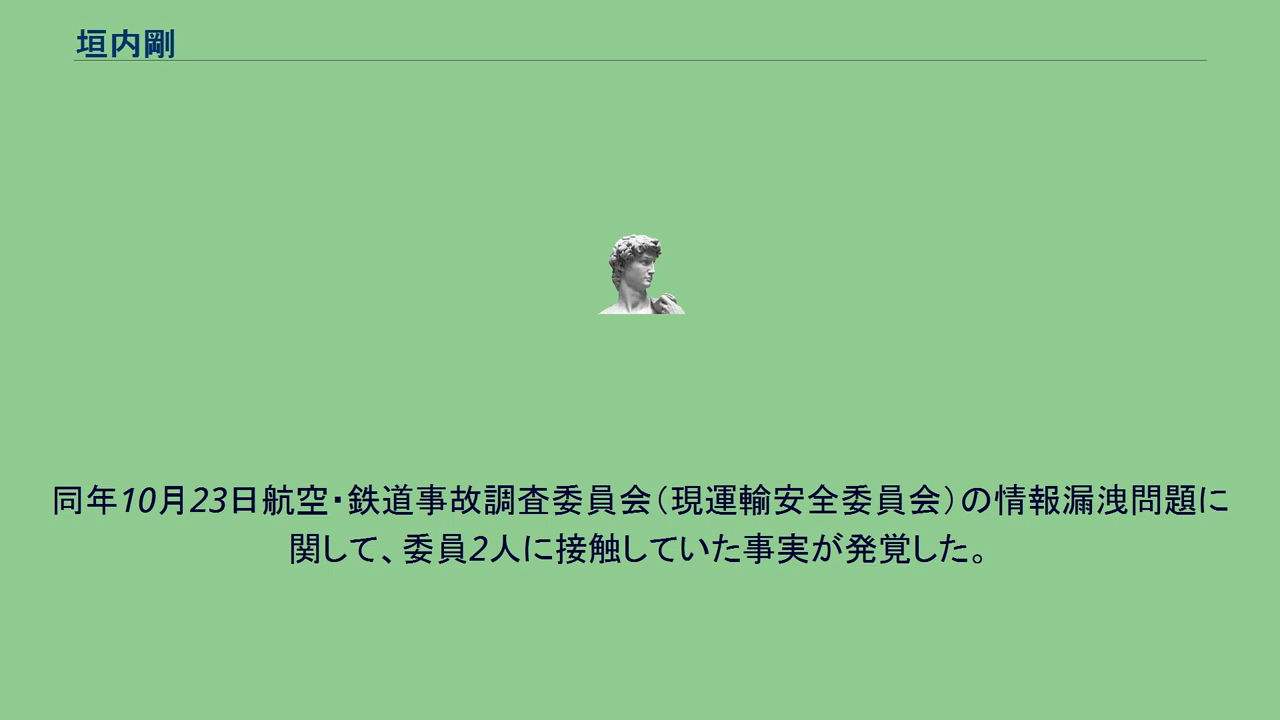 垣内剛
同年10月23日航空・鉄道事故調査委員会（現運輸安全委員会）の情報漏洩問題に
関して、委員2人に接触していた事実が発覚した。